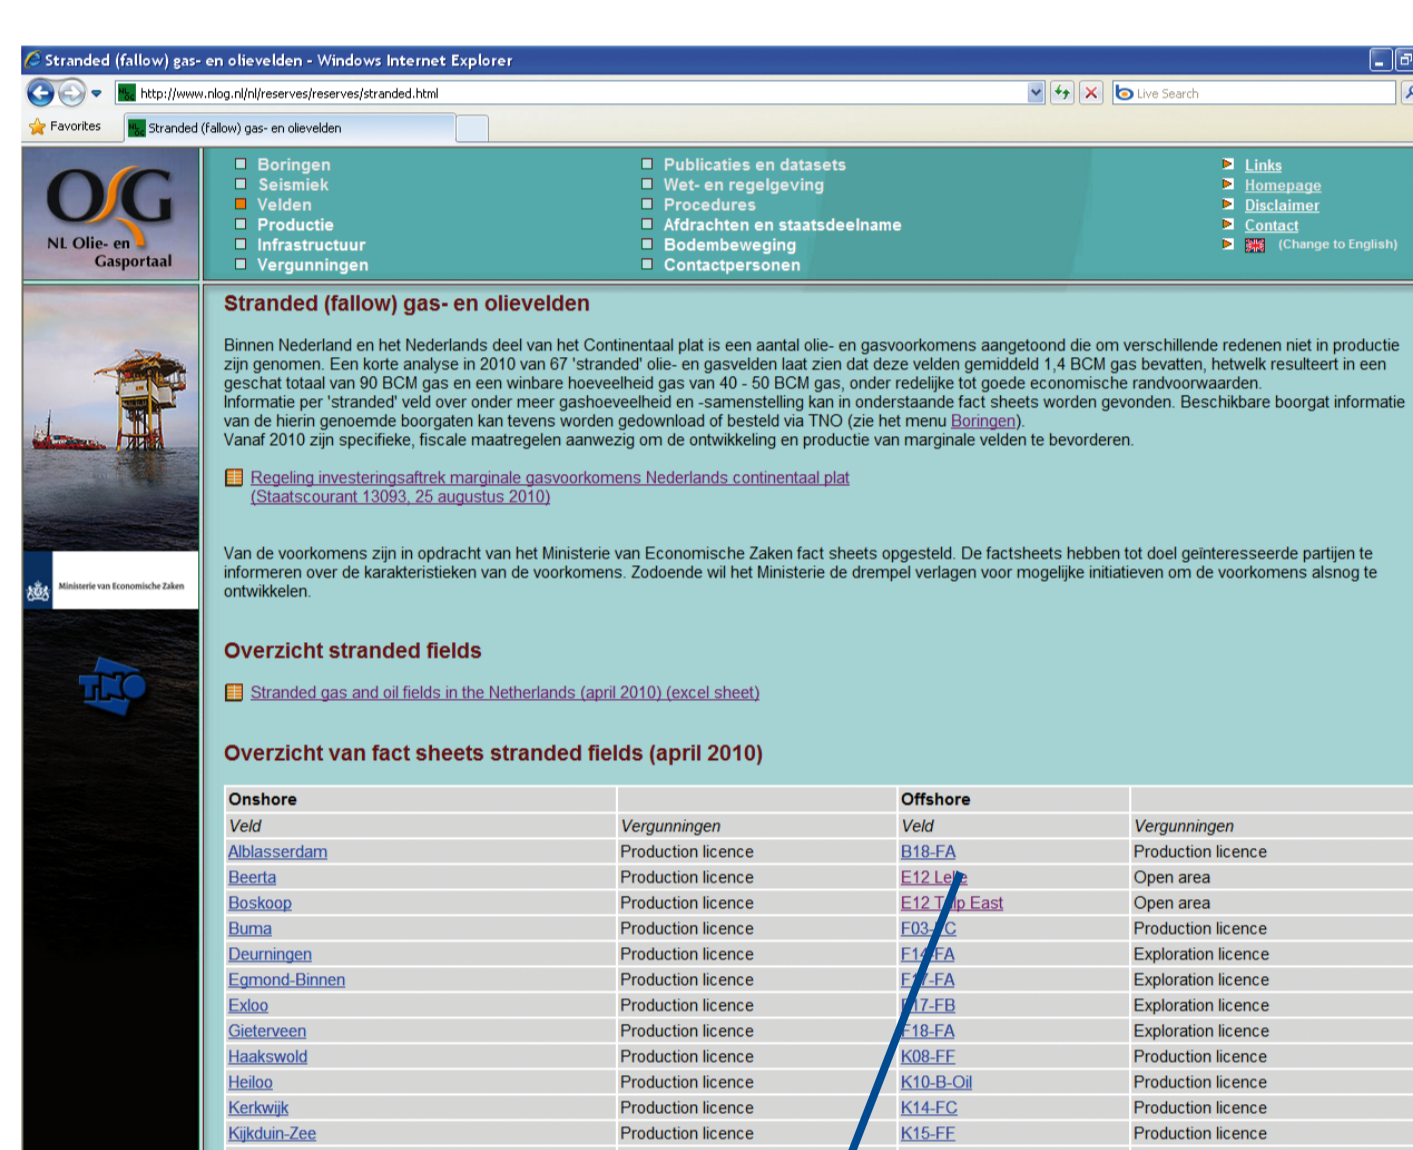 Stranded (fallow) gas- en olievelden - Windows Internet Explorer
http://www.nlog.nl/nl/reserves/reserves/stranded.html
Live Search
Favorites
Stranded (fallow) gas- en olievelden
OG
NL Olie- en
Gasportaal
Boringen
Seismiek
Velden
Productie
Infrastructuur
Vergunningen
Publicaties en datasets
Wet- en regelgeving
Procedures
Afdrachten en staatsdeelname
Bodembeweging
Contactpersonen
Links
Homepage
Disclaimer
Contact
(Change to English)
Stranded (fallow) gas- en olievelden
Binnen Nederland en het Nederlands deel van het Continentaal plat is een aantal olie- en gasvoorkomens aangetoond die om verschillende redenen niet in productie
zijn genomen. Een korte analyse in 2010 van 67 'stranded' olie- en gasvelden laat zien dat deze velden gemiddeld 1,4 BCM gas bevatten, hetwelk resulteert in een
geschat totaal van 90 BCM gas en een winbare hoeveelheid gas van 40 - 50 BCM gas, onder redelijke tot goede economische randvoorwaarden.
Informatie per 'stranded' veld over onder meer gashoeveelheid en -samenstelling kan in onderstaande fact sheets worden gevonden. Beschikbare boorgat informatie
van de hierin genoemde boorgaten kan tevens worden gedownload of besteld via TNO (zie het menu Boringen).
Vanaf 2010 zijn specifieke, fiscale maatregelen aanwezig om de ontwikkeling en productie van marginale velden te bevorderen.
Regeling investeringsaftrek marginale gasvoorkomens Nederlands continentaal plat
(Staatscourant 13093, 25 augustus 2010)
Van de voorkomens zijn in opdracht van het Ministerie van Economische Zaken fact sheets opgesteld. De factsheets hebben tot doel geïnteresseerde partijen te
informeren over de karakteristieken van de voorkomens. Zodoende wil het Ministerie de drempel verlagen voor mogelijke initiatieven om de voorkomens alsnog te
ontwikkelen.
Ministerie van Economische Zaken
TNO
Overzicht stranded fields
Stranded gas and oil fields in the Netherlands (april 2010) (excel sheet)
Overzicht van fact sheets stranded fields (april 2010)
Onshore Offshore
Veld Vergunningen Veld Vergunningen
Alblasserdam Production licence B18-FA Production licence
Beerta Production licence E12 Open area
Boskoop Production licence E12 East Open area
Buma Production licence Production licence
Deurningen Production licence F14-FA Exploration licence
Egmond-Binnen Production licence F17-FA Exploration licence
Exloo Production licence F17-FB Exploration licence
Gieterveen Production licence F18-FA Exploration licence
Haakswold Production licence K08-FF Production licence
Heiloo Production licence K10-B-Oil Production licence
Kerkwijk Production licence K14-FC Production licence
Kijkduin-Zee Production licence K15-FF Production licence